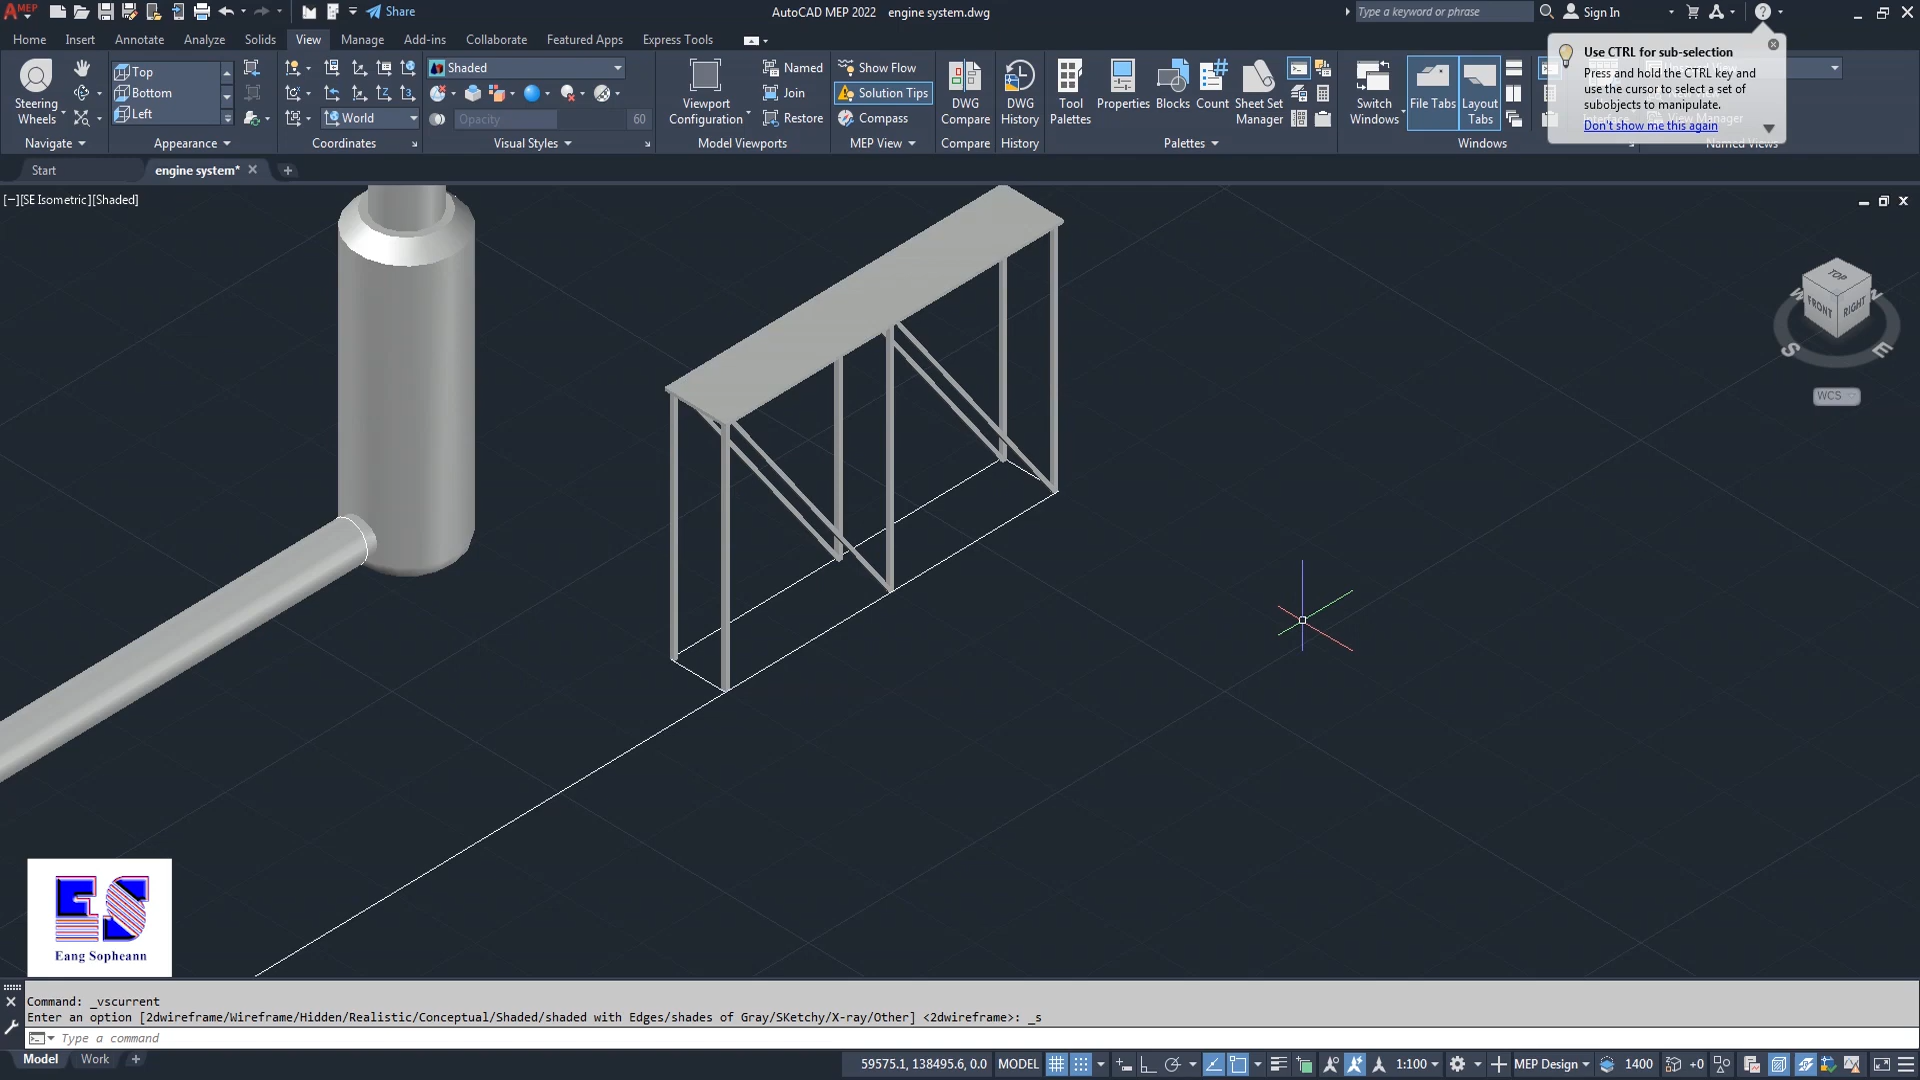 AutoCAD MEP 2022 engine system.dwg
Share
Type a keyword or phrase
Sign In
MEP
Home Insert Annotate Analyze Solids View Manage Add-ins Collaborate Featured Apps Express Tools
Steering
Wheels
Navigate
Top
Bottom
Left
Appearance
World
Coordinates
Shaded
Opacity 60
Visual Styles
Viewport
Configuration
Named
Join
Restore
Model Viewports
Show Flow
Solution Tips
Compass
MEP View
DWG
Compare
Compare
DWG
History
History
Tool
Palettes
Properties
Blocks
Count
Sheet Set
Manager
Palettes
Switch
Windows
File Tabs
Layout
Tabs
Windows
Use CTRL for sub-selection
Press and hold the CTRL key and
use the cursor to select a set of
subobjects to manipulate.
Don't show me this again
View Manager
Named Views
Start
engine system*
[−][SE Isometric][Shaded]
TOP
FRONT
RIGHT
W
N
S
E
WCS
ES
Eang Sopheann
Command: _vscurrent
Enter an option [2dwireframe/Wireframe/Hidden/Realistic/Conceptual/Shaded/shaded with Edges/shades of Gray/SKetchy/X-ray/Other] <2dwireframe>: _s
Type a command
Model
Work
59575.1, 138495.6, 0.0 MODEL
1:100
MEP Design
1400
+0